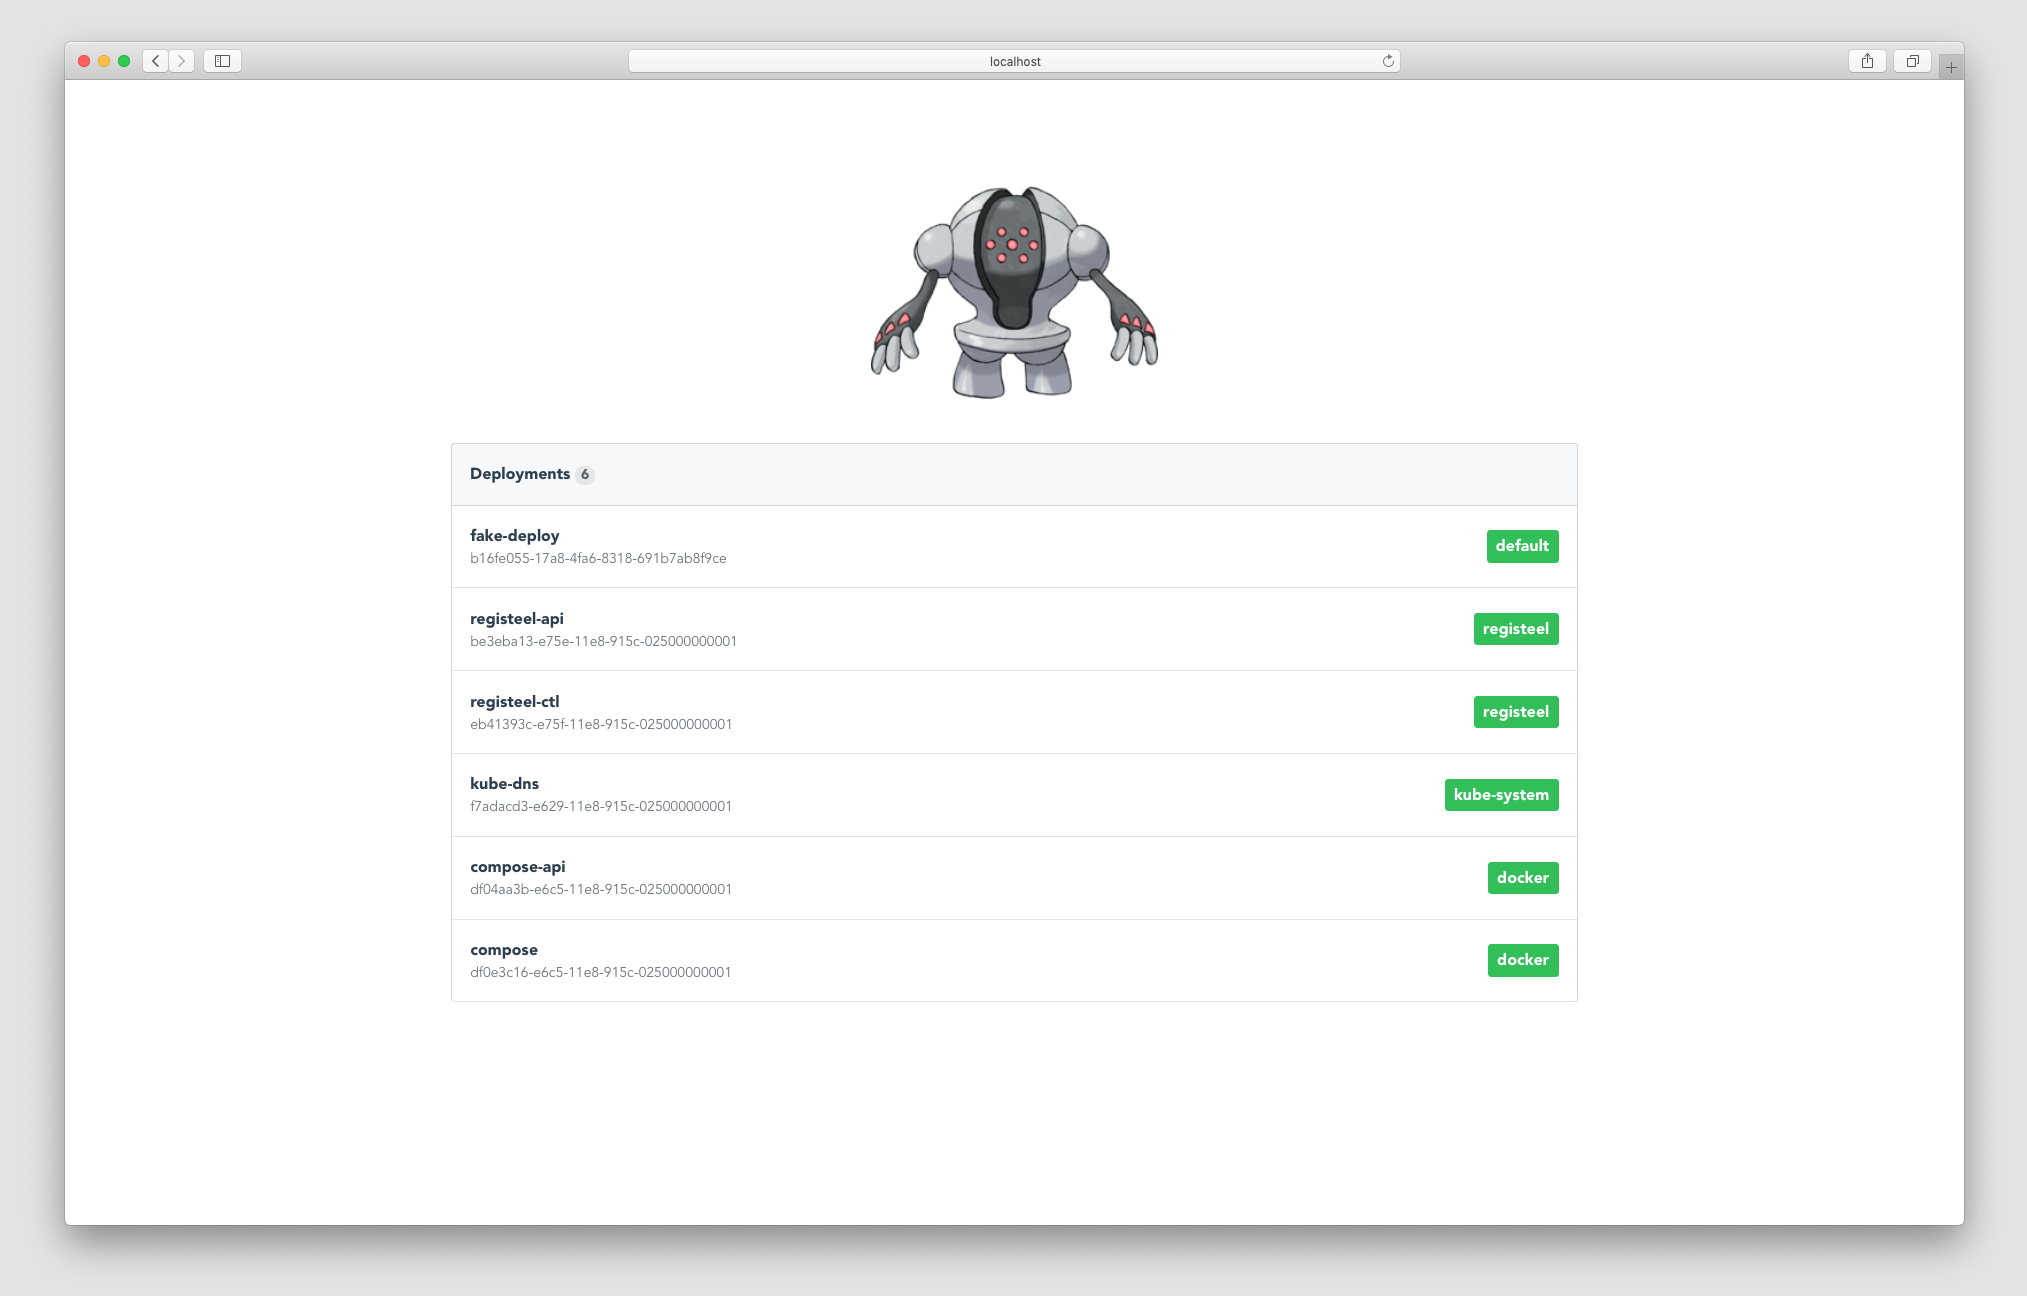 localhost
Deployments 6
fake-deploy
b16fe055-17a8-4fa6-8318-691b7ab8f9ce
default
registeel-api
be3eba13-e75e-11e8-915c-025000000001
registeel
registeel-ctl
eb41393c-e75f-11e8-915c-025000000001
registeel
kube-dns
f7adacd3-e629-11e8-915c-025000000001
kube-system
compose-api
df04aa3b-e6c5-11e8-915c-025000000001
docker
compose
df0e3c16-e6c5-11e8-915c-025000000001
docker